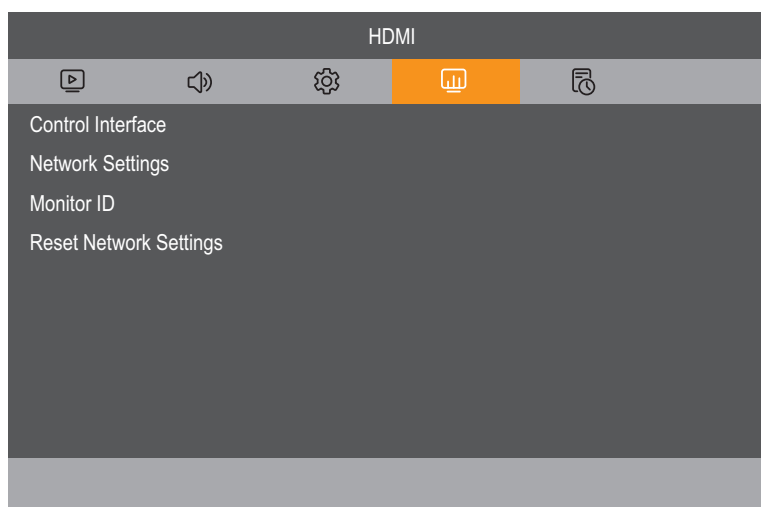 HDMI
Control Interface
Network Settings
Monitor ID
Reset Network Settings